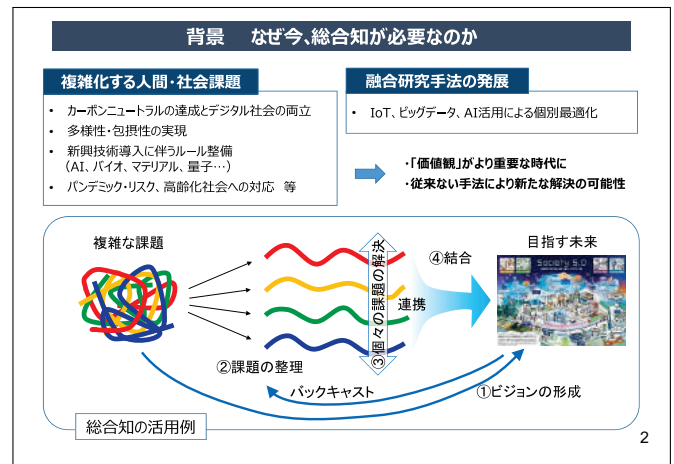 背景　なぜ今、総合知が必要なのか
複雑化する人間・社会課題
• カーボンニュートラルの達成とデジタル社会の両立
• 多様性・包摂性の実現
• 新興技術導入に伴うルール整備
（AI、バイオ、マテリアル、量子…）
• パンデミック・リスク、高齢化社会への対応　等
融合研究手法の発展
• IoT、ビッグデータ、AI活用による個別最適化
・「価値観」がより重要な時代に
・従来ない手法により新たな解決の可能性
複雑な課題
②課題の整理
③個々の課題の解決
連携
④結合
目指す未来
Society 5.0
バックキャスト
①ビジョンの形成
総合知の活用例
2